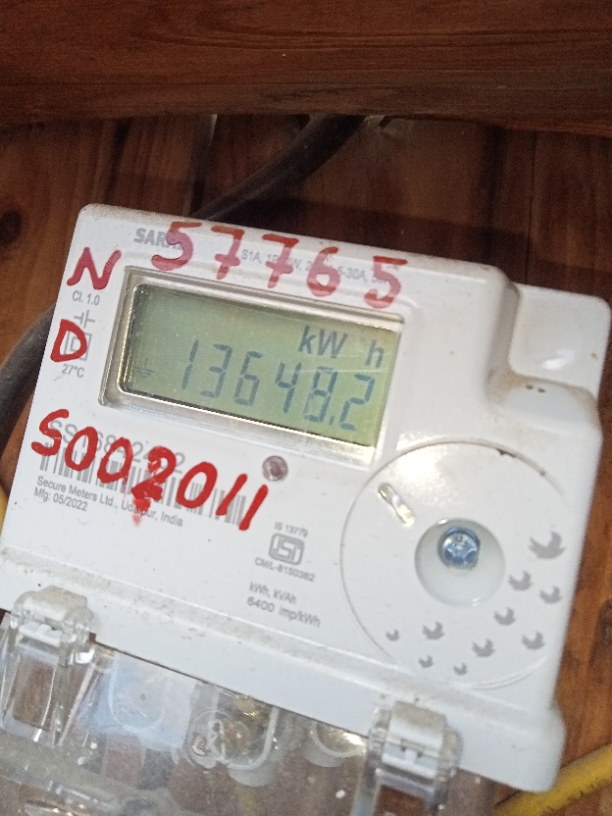 57765
N
Cl. 1.0
D
27°C
kW h
13648.2
S002011
Secure Meters Ltd., Udaipur, India
Mfg: 05/2022
IS 13779
CM/L-8150362
kWh, kVAh
6400 imp/kWh